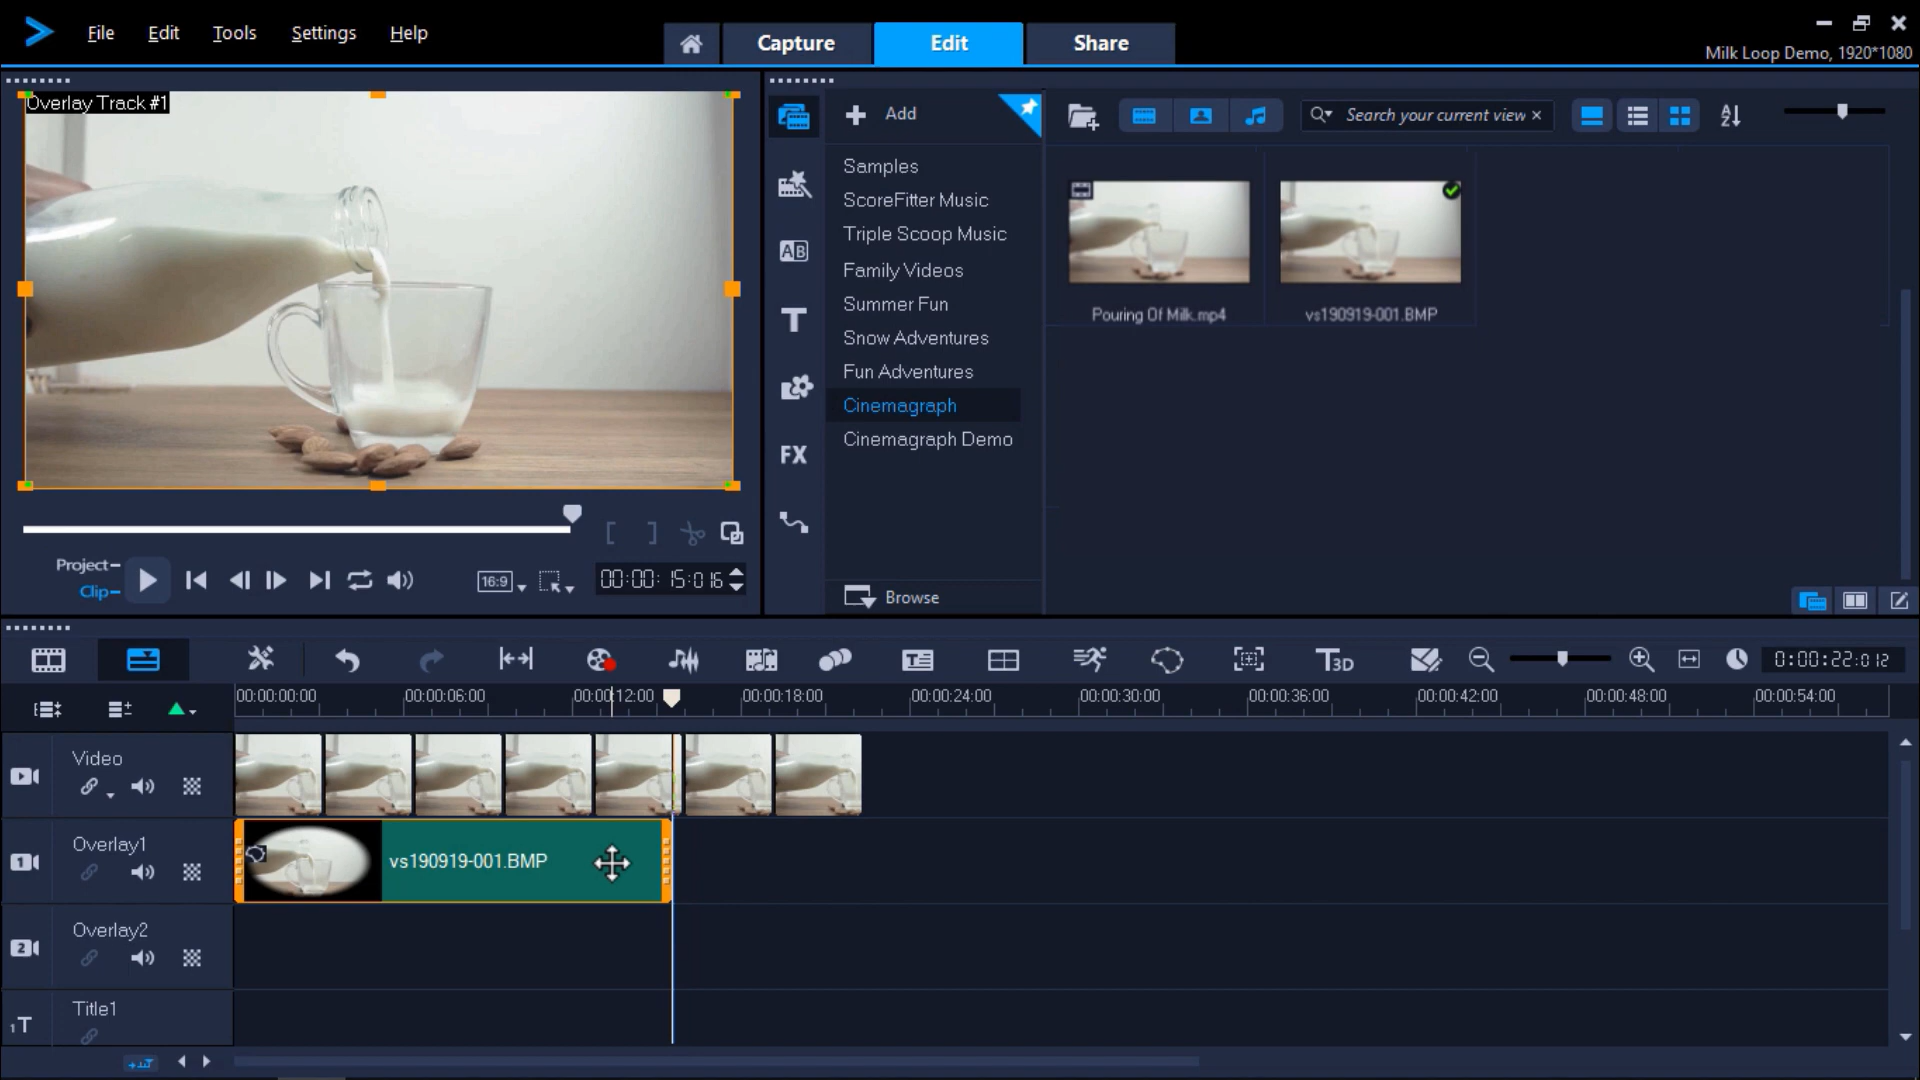 File Edit Tools Settings Help
Capture Edit Share
Milk Loop Demo, 1920*1080
Overlay Track #1
Add
Search your current view
Samples
ScoreFitter Music
Triple Scoop Music
Family Videos
Summer Fun
Snow Adventures
Fun Adventures
Cinemagraph
Cinemagraph Demo
Browse
Pouring Of Milk.mp4
vs190919-001.BMP
AB
T
FX
Project
Clip
16:9
00:00:15:016
T3D
0:00:22:012
00:00:00:00 00:00:06:00 00:00:12:00 00:00:18:00 00:00:24:00 00:00:30:00 00:00:36:00 00:00:42:00 00:00:48:00 00:00:54:00
Video
Overlay1
1
vs190919-001.BMP
Overlay2
2
Title1
1T